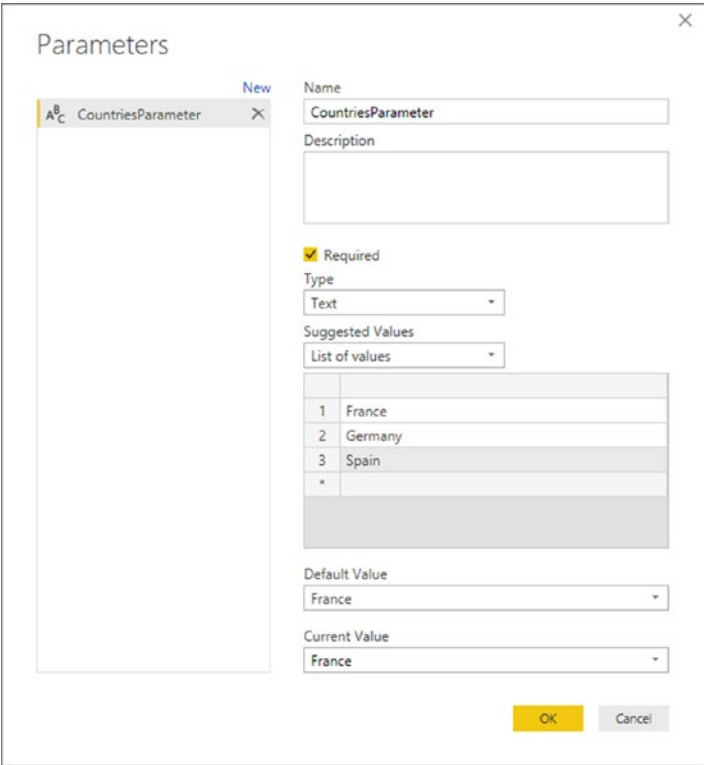 Parameters
New
ABC CountriesParameter
Name
CountriesParameter
Description
Required
Type
Text
Suggested Values
List of values
1 France
2 Germany
3 Spain
*
Default Value
France
Current Value
France
OK Cancel